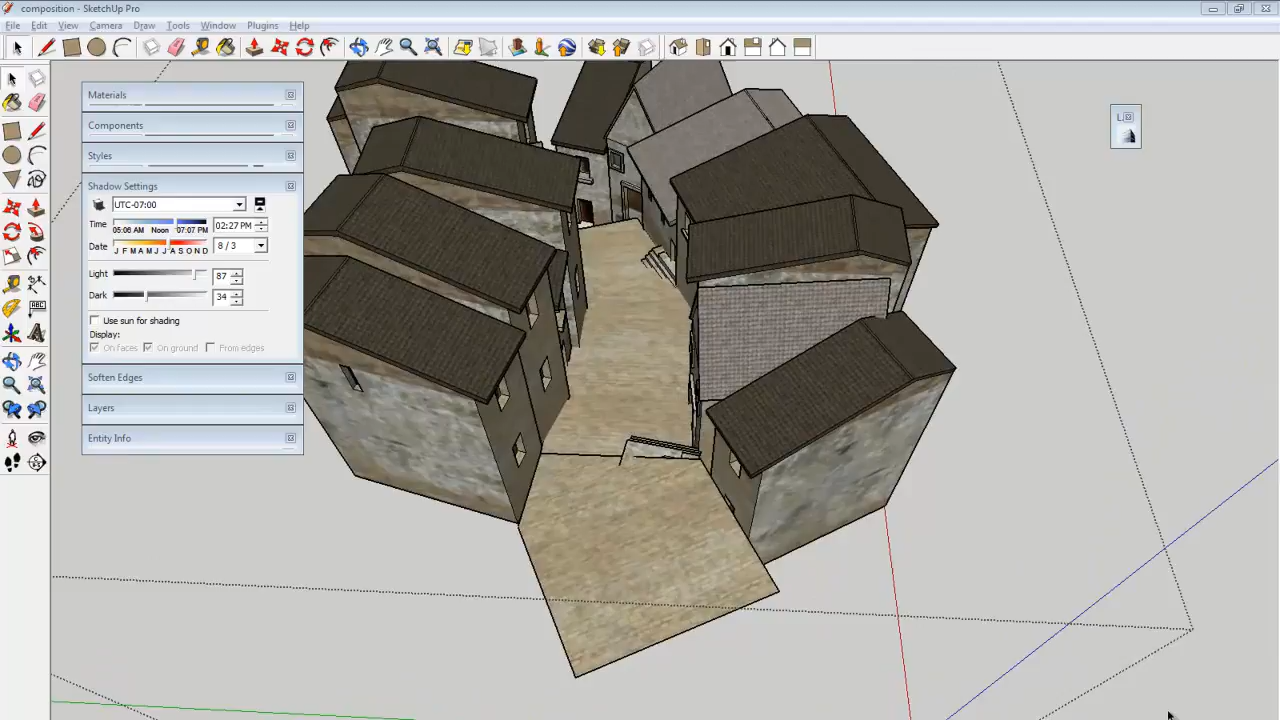 composition - SketchUp Pro
File Edit View Camera Draw Tools Window Plugins Help
Materials
Components
Styles
Shadow Settings
UTC-07:00
Time 02:27 PM
05:06 AM Noon 07:07 PM
Date 8 / 3
J F M A M J J A S O N D
Light 87
Dark 34
Use sun for shading
Display:
On faces On ground From edges
Soften Edges
Layers
Entity Info
ABC